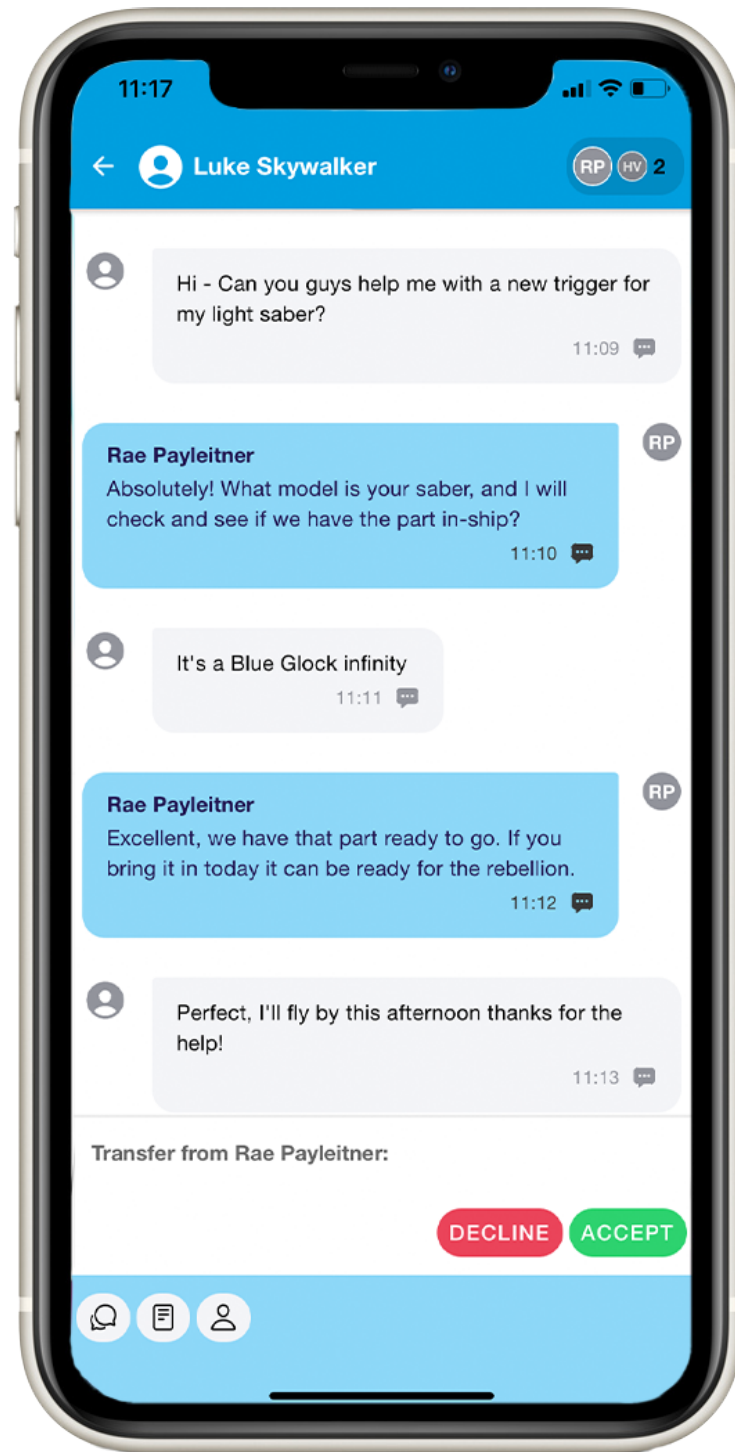 11:17
Luke Skywalker
RP HV 2
Hi - Can you guys help me with a new trigger for
my light saber?
11:09
RP
Rae Payleitner
Absolutely! What model is your saber, and I will
check and see if we have the part in-ship?
11:10
It's a Blue Glock infinity
11:11
RP
Rae Payleitner
Excellent, we have that part ready to go. If you
bring it in today it can be ready for the rebellion.
11:12
Perfect, I'll fly by this afternoon thanks for the
help!
11:13
Transfer from Rae Payleitner:
DECLINE ACCEPT